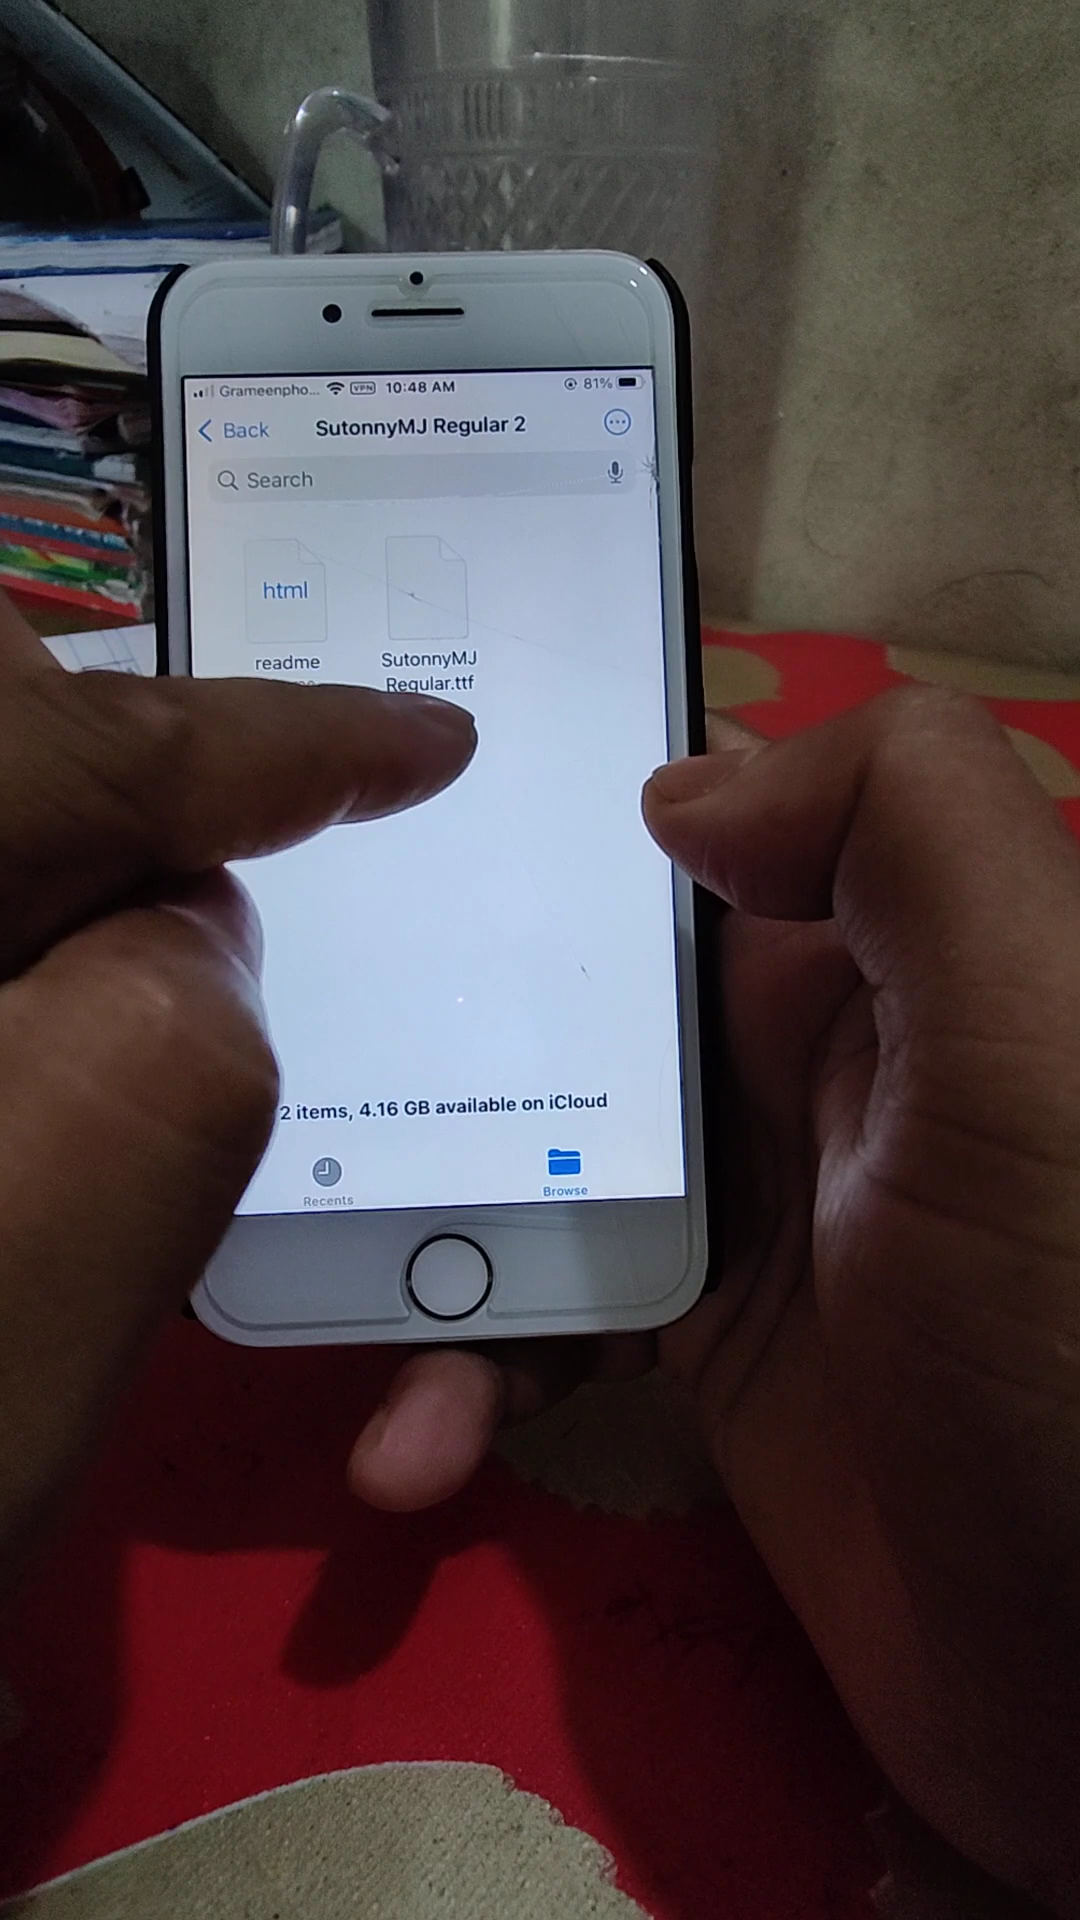 Grameenpho... VPN 10:48 AM 81%
Back SutonnyMJ Regular 2
Search
html
readme
SutonnyMJ
Regular.ttf
2 items, 4.16 GB available on iCloud
Recents Browse